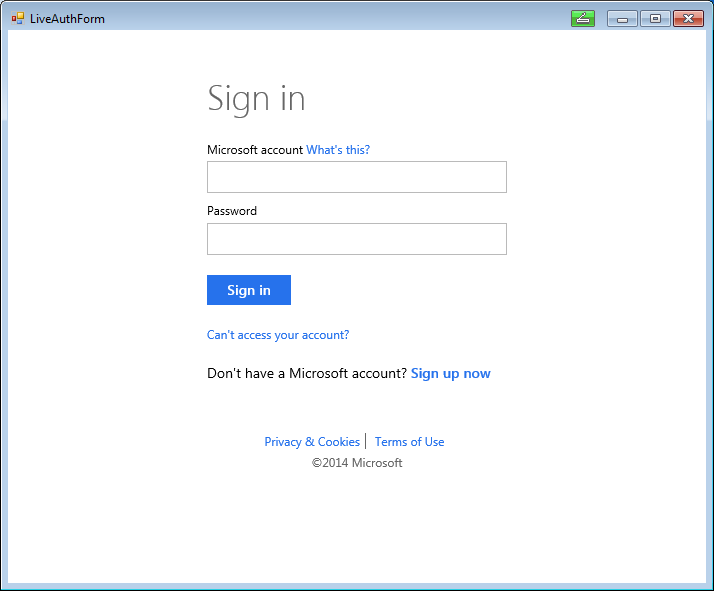 LiveAuthForm
Sign in
Microsoft account What's this?
Password
Sign in
Can't access your account?
Don't have a Microsoft account? Sign up now
Privacy & Cookies | Terms of Use
©2014 Microsoft